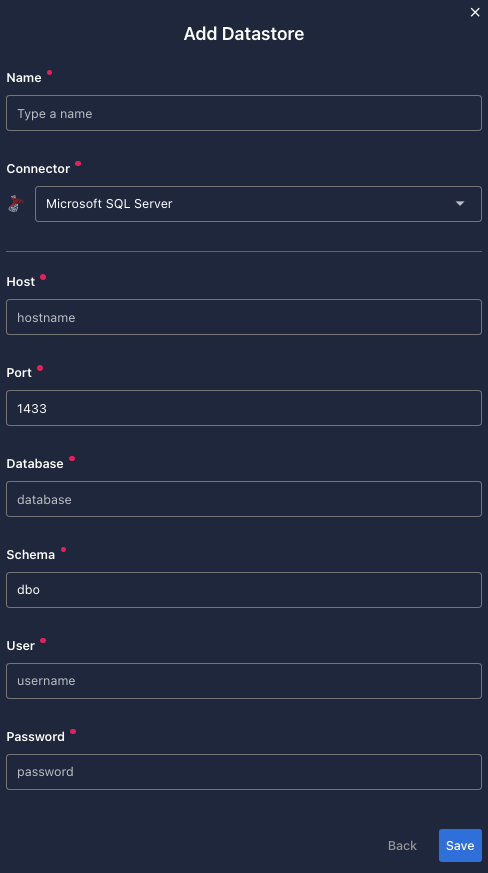 Add Datastore
Name
Type a name
Connector
Microsoft SQL Server
Host
hostname
Port
1433
Database
database
Schema
dbo
User
username
Password
password
Back
Save